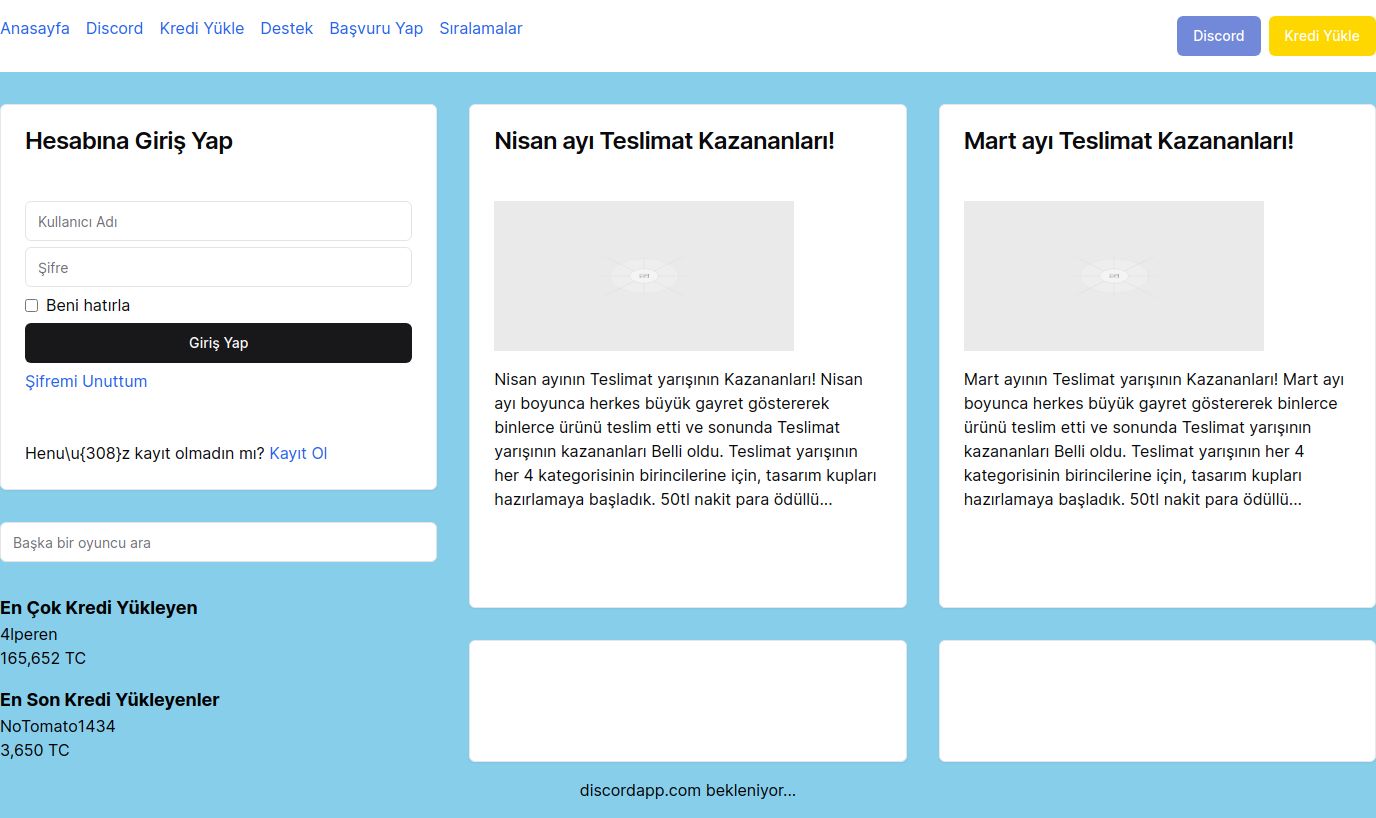 Anasayfa Discord Kredi Yükle Destek Başvuru Yap Sıralamalar
Discord Kredi Yükle
Hesabına Giriş Yap
Kullanıcı Adı
Şifre
Beni hatırla
Giriş Yap
Şifremi Unuttum
Henu\u{308}z kayıt olmadın mı? Kayıt Ol
Başka bir oyuncu ara
En Çok Kredi Yükleyen
4lperen
165,652 TC
En Son Kredi Yükleyenler
NoTomato1434
3,650 TC
Nisan ayı Teslimat Kazananları!
Nisan ayının Teslimat yarışının Kazananları! Nisan
ayı boyunca herkes büyük gayret göstererek
binlerce ürünü teslim etti ve sonunda Teslimat
yarışının kazananları Belli oldu. Teslimat yarışının
her 4 kategorisinin birincilerine için, tasarım kupları
hazırlamaya başladık. 50tl nakit para ödüllü...
Mart ayı Teslimat Kazananları!
Mart ayının Teslimat yarışının Kazananları! Mart ayı
boyunca herkes büyük gayret göstererek binlerce
ürünü teslim etti ve sonunda Teslimat yarışının
kazananları Belli oldu. Teslimat yarışının her 4
kategorisinin birincilerine için, tasarım kupları
hazırlamaya başladık. 50tl nakit para ödüllü...
discordapp.com bekleniyor...